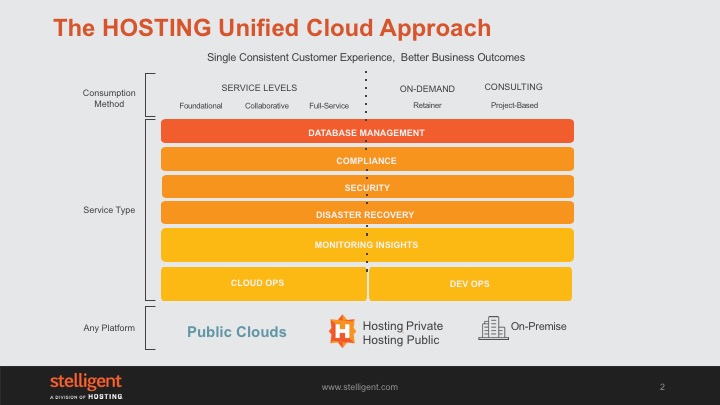 The HOSTING Unified Cloud Approach
Single Consistent Customer Experience, Better Business Outcomes
Consumption
Method
SERVICE LEVELS
Foundational Collaborative Full-Service
ON-DEMAND
Retainer
CONSULTING
Project-Based
Service Type
DATABASE MANAGEMENT
COMPLIANCE
SECURITY
DISASTER RECOVERY
MONITORING INSIGHTS
CLOUD OPS DEV OPS
Any Platform
Public Clouds
H
Hosting Private
Hosting Public
On-Premise
stelligent
A DIVISION OF HOSTING
www.stelligent.com
2